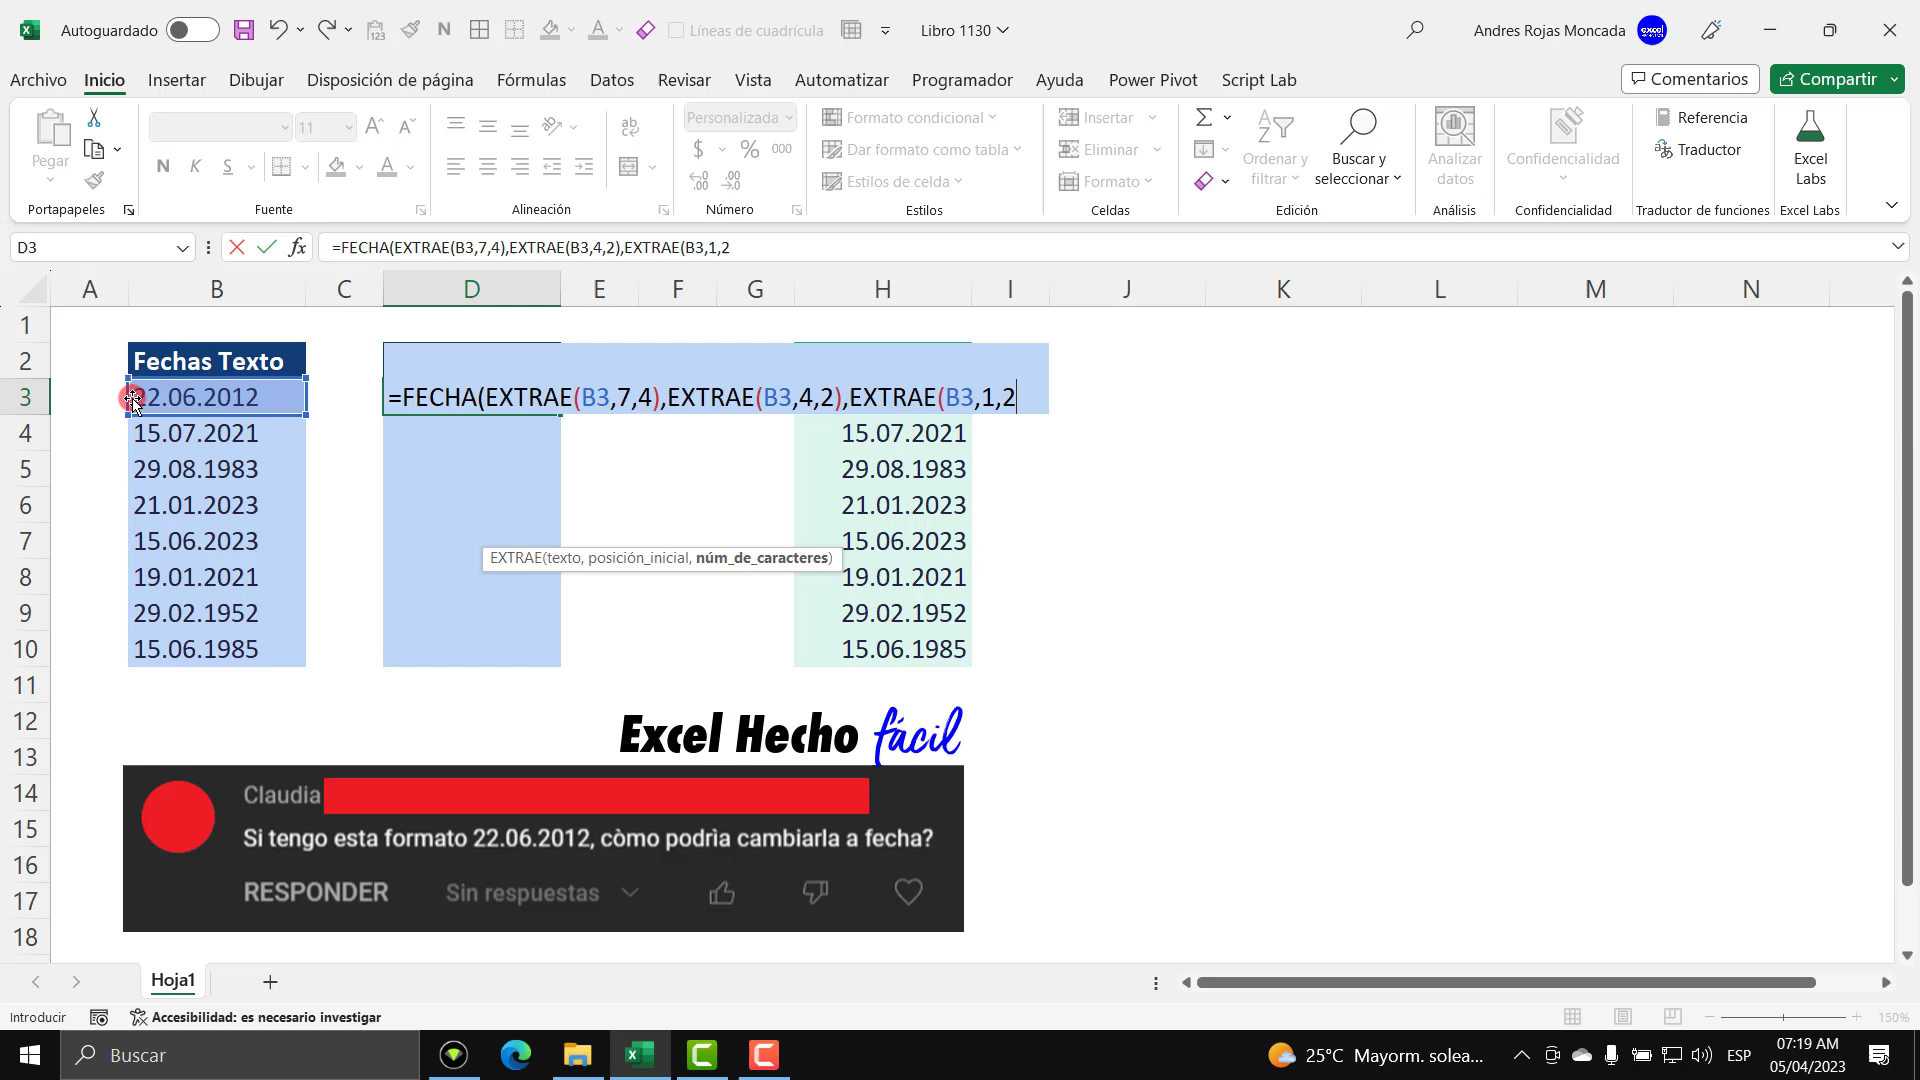 Autoguardado
Líneas de cuadrícula
Libro 1130
Andres Rojas Moncada
Archivo Inicio Insertar Dibujar Disposición de página Fórmulas Datos Revisar Vista Automatizar Programador Ayuda Power Pivot Script Lab
Comentarios
Compartir
Pegar
Portapapeles
11
N K S
Fuente
Alineación
Personalizada
$ % 000
Número
Formato condicional
Dar formato como tabla
Estilos de celda
Estilos
Insertar
Eliminar
Formato
Celdas
Ordenar y
filtrar
Buscar y
seleccionar
Edición
Analizar
datos
Análisis
Confidencialidad
Confidencialidad
Referencia
Traductor
Traductor de funciones
Excel
Labs
Excel Labs
D3
fx
=FECHA(EXTRAE(B3,7,4),EXTRAE(B3,4,2),EXTRAE(B3,1,2
A B C D E F G H I J K L M N
1
2 Fechas Texto
3 22.06.2012 =FECHA(EXTRAE(B3,7,4),EXTRAE(B3,4,2),EXTRAE(B3,1,2
4 15.07.2021 15.07.2021
5 29.08.1983 29.08.1983
6 21.01.2023 21.01.2023
7 15.06.2023 15.06.2023
EXTRAE(texto, posición_inicial, núm_de_caracteres)
8 19.01.2021 19.01.2021
9 29.02.1952 29.02.1952
10 15.06.1985 15.06.1985
11
12
13
14
15
16
17
18
Excel Hecho fácil
Claudia
Si tengo esta formato 22.06.2012, còmo podrìa cambiarla a fecha?
RESPONDER Sin respuestas
Hoja1
Introducir
Accesibilidad: es necesario investigar
150%
Buscar
25°C Mayorm. solea...
ESP
07:19 AM
05/04/2023